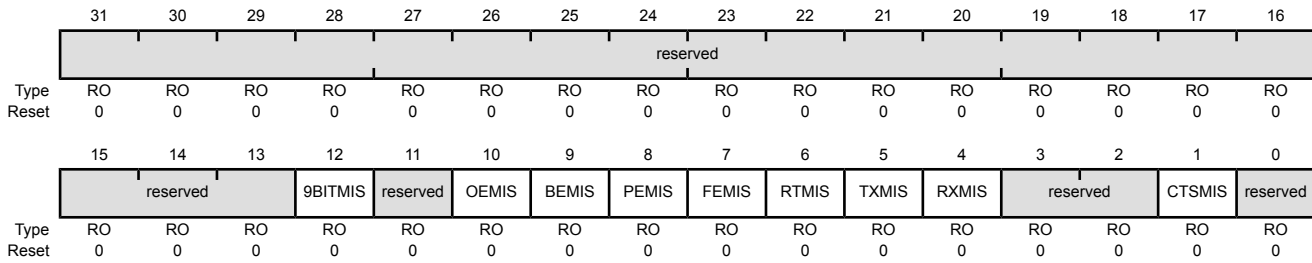 31 30 29 28 27 26 25 24 23 22 21 20 19 18 17 16
reserved
Type RO RO RO RO RO RO RO RO RO RO RO RO RO RO RO RO
Reset 0 0 0 0 0 0 0 0 0 0 0 0 0 0 0 0
15 14 13 12 11 10 9 8 7 6 5 4 3 2 1 0
reserved 9BITMIS reserved OEMIS BEMIS PEMIS FEMIS RTMIS TXMIS RXMIS reserved CTSMIS reserved
Type RO RO RO RO RO RO RO RO RO RO RO RO RO RO RO RO
Reset 0 0 0 0 0 0 0 0 0 0 0 0 0 0 0 0